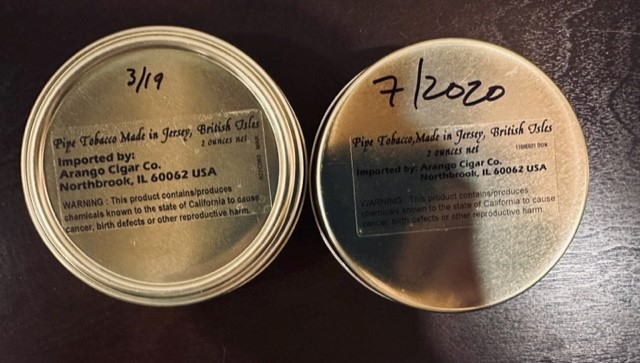 3/19
Pipe Tobacco Made in Jersey, British Isles
2 ounces net
Imported by:
Arango Cigar Co.
Northbrook, IL 60062 USA
WARNING : This product contains/produces
chemicals known to the state of California to cause
cancer, birth defects or other reproductive harm.
7/2020
Pipe Tobacco,Made in Jersey, British Isles
2 ounces net
Imported by: Arango Cigar Co.
Northbrook, IL 60062 USA
WARNING: This product contains/produces
chemicals known to the state of California to cause
cancer, birth defects or other reproductive harm.